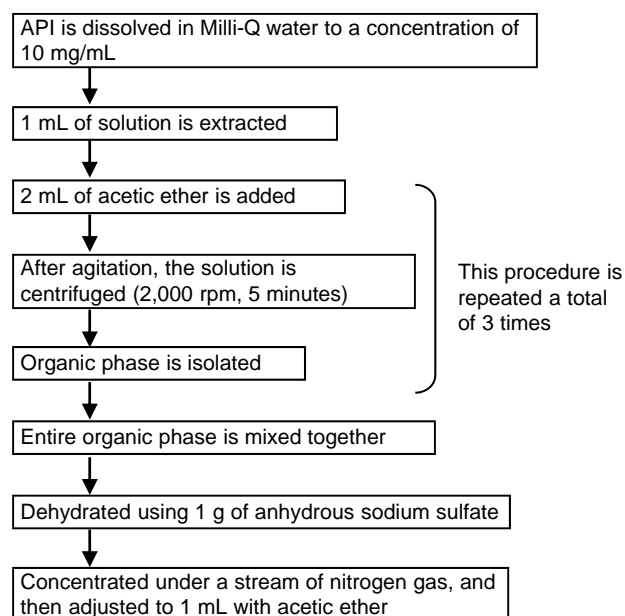 API is dissolved in Milli-Q water to a concentration of
10 mg/mL
1 mL of solution is extracted
2 mL of acetic ether is added
After agitation, the solution is
centrifuged (2,000 rpm, 5 minutes)
Organic phase is isolated
This procedure is
repeated a total
of 3 times
Entire organic phase is mixed together
Dehydrated using 1 g of anhydrous sodium sulfate
Concentrated under a stream of nitrogen gas, and
then adjusted to 1 mL with acetic ether